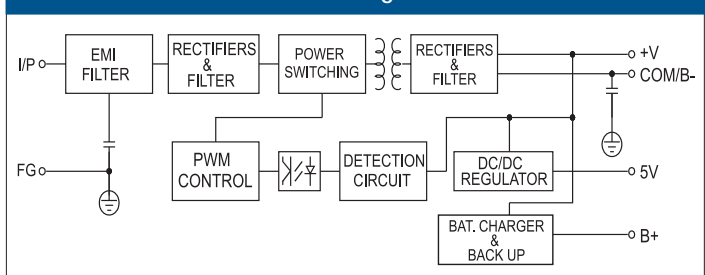 I/P
EMI
FILTER
RECTIFIERS
&
FILTER
POWER
SWITCHING
RECTIFIERS
&
FILTER
+V
COM/B-
FG
PWM
CONTROL
DETECTION
CIRCUIT
DC/DC
REGULATOR
5V
BAT. CHARGER
&
BACK UP
B+